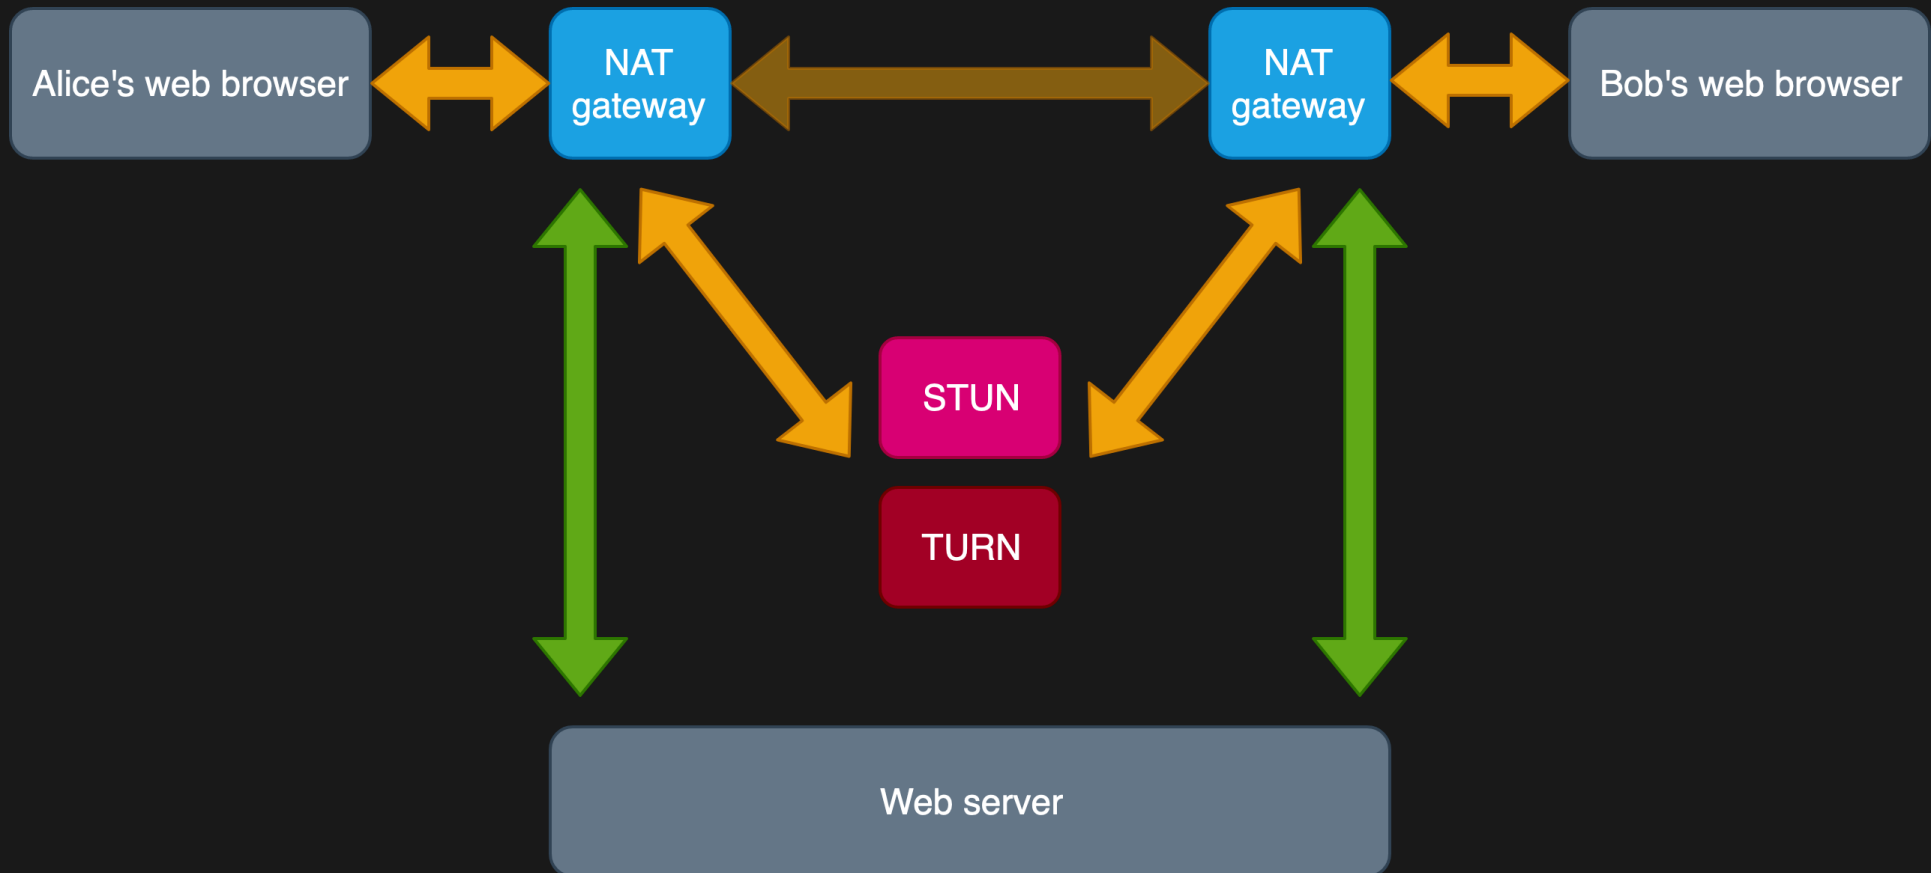 Alice's web browser
NAT
gateway
NAT
gateway
Bob's web browser
STUN
TURN
Web server